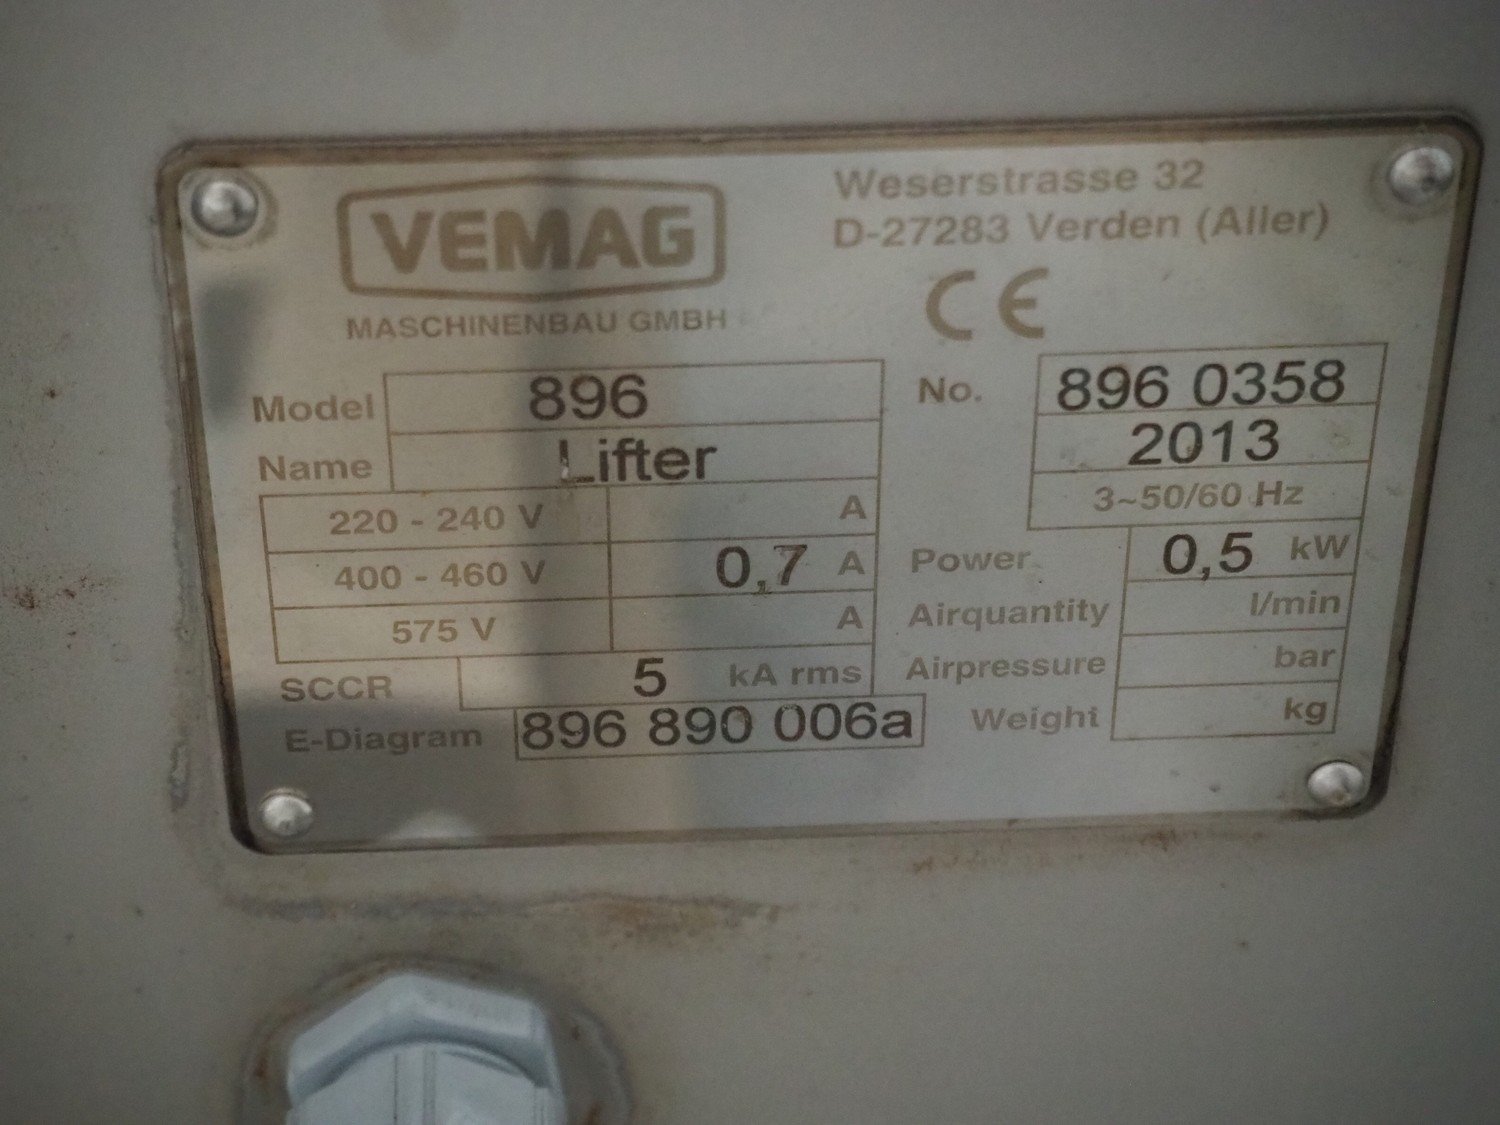 VEMAG
MASCHINENBAU GMBH
Weserstrasse 32
D-27283 Verden (Aller)
CE
Model 896
Name Lifter
No. 896 0358
2013
3~50/60 Hz
220 - 240 V A
400 - 460 V 0,7 A
575 V A
SCCR 5 kA rms
E-Diagram 896 890 006a
Power 0,5 kW
Airquantity l/min
Airpressure bar
Weight kg